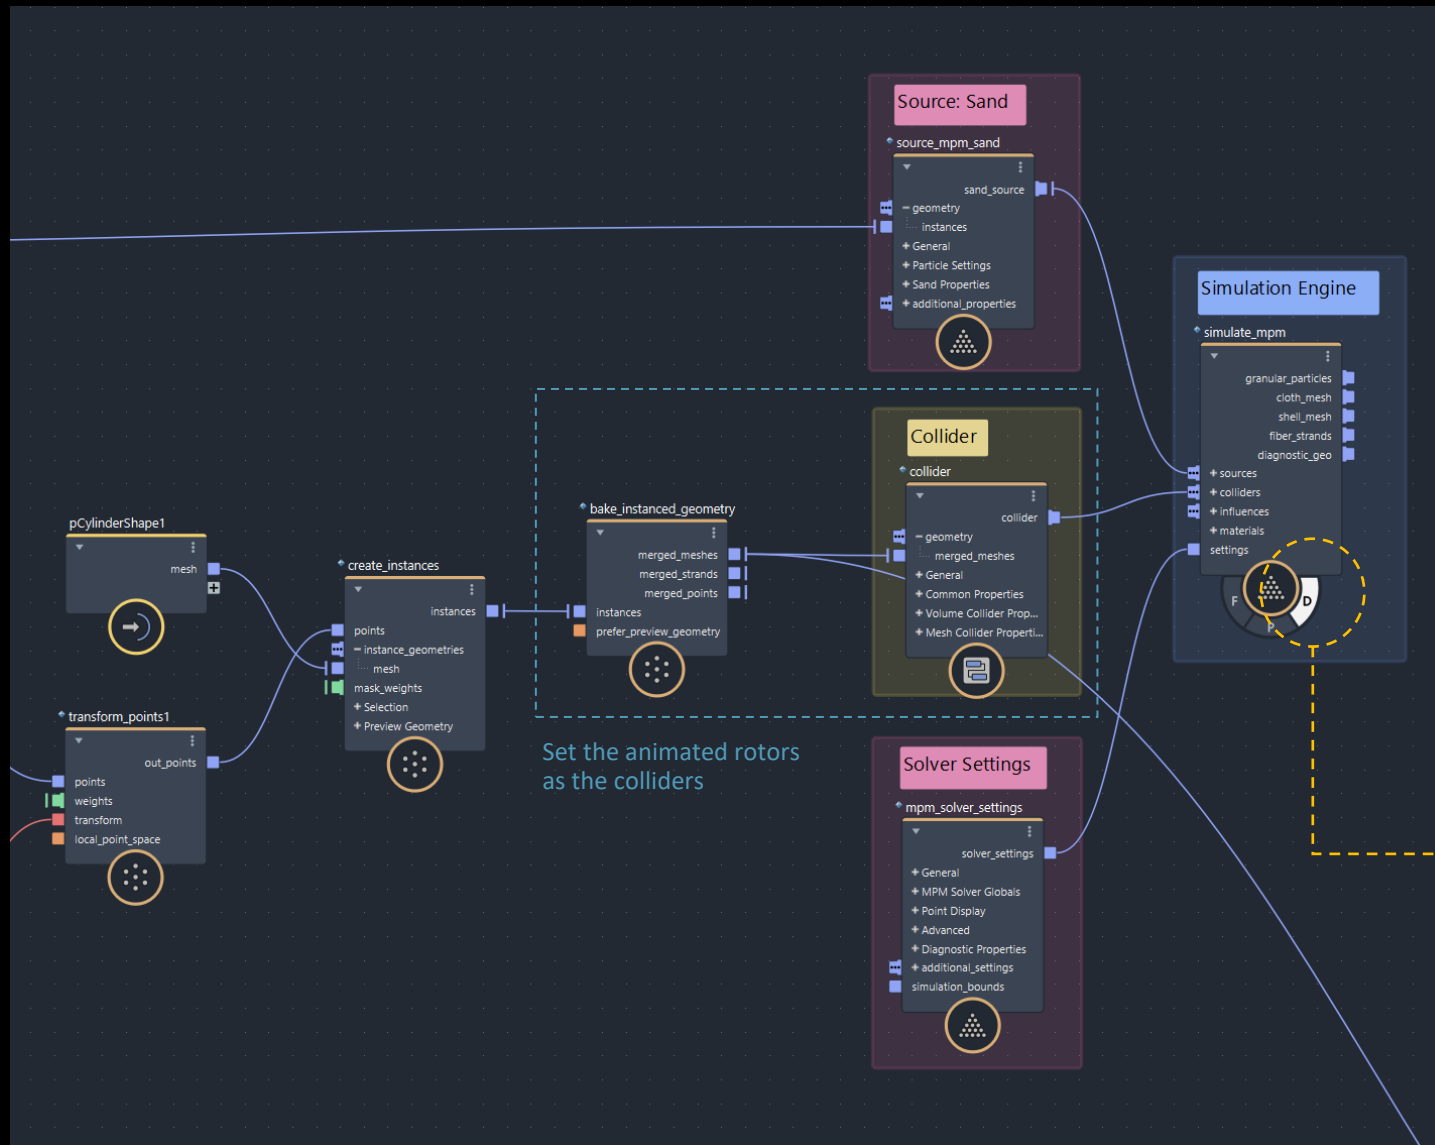 Source: Sand
source_mpm_sand
sand_source
geometry
instances
General
Particle Settings
Sand Properties
additional_properties
Simulation Engine
simulate_mpm
granular_particles
cloth_mesh
shell_mesh
fiber_strands
diagnostic_geo
sources
colliders
influences
materials
settings
F
D
P
Collider
collider
collider
geometry
merged_meshes
General
Common Properties
Volume Collider Prop...
Mesh Collider Properti...
bake_instanced_geometry
merged_meshes
merged_strands
merged_points
instances
prefer_preview_geometry
pCylinderShape1
mesh
create_instances
instances
points
instance_geometries
mesh
mask_weights
Selection
Preview Geometry
transform_points1
out_points
points
weights
transform
local_point_space
Set the animated rotors
as the colliders
Solver Settings
mpm_solver_settings
solver_settings
General
MPM Solver Globals
Point Display
Advanced
Diagnostic Properties
additional_settings
simulation_bounds